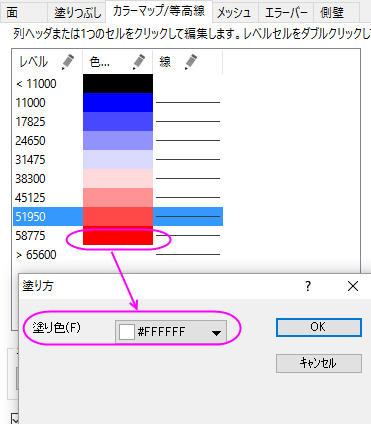 面 塗りつぶし カラーマップ/等高線 メッシュ エラーバー 側壁
列ヘッダまたは1つのセルをクリックして編集します。レベルセルをダブルクリックし
レベル 色... 線
< 11000
11000
17825
24650
31475
38300
45125
51950
58775
> 65600
塗り方 ? ×
塗り色(F) #FFFFFF OK
キャンセル